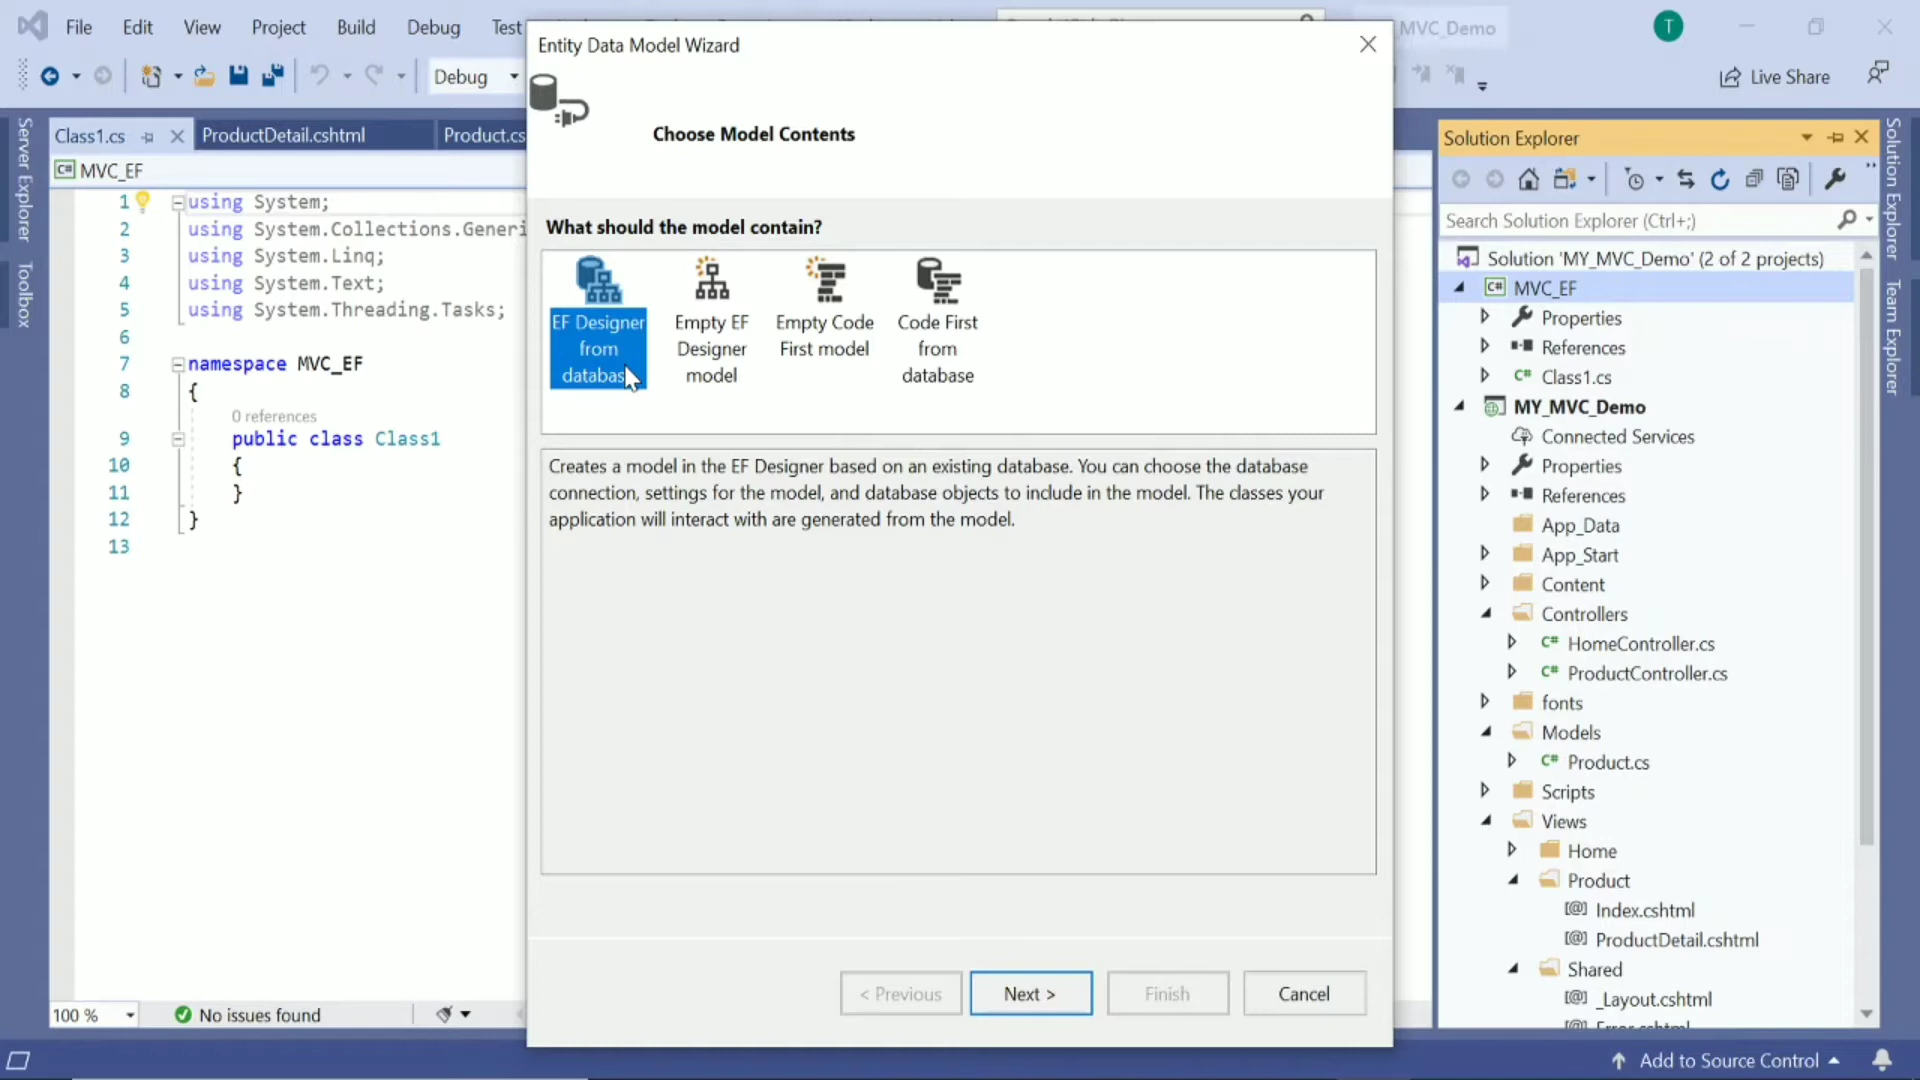 File Edit View Project Build Debug Test
MVC_Demo
T
Debug
Live Share
Server Explorer
Toolbox
Class1.cs ProductDetail.cshtml Product.cs
C# MVC_EF
1 using System;
2 using System.Collections.Generi
3 using System.Linq;
4 using System.Text;
5 using System.Threading.Tasks;
6
7 namespace MVC_EF
8 {
0 references
9 public class Class1
10 {
11 }
12 }
13
100 % No issues found
Entity Data Model Wizard
Choose Model Contents
What should the model contain?
EF Designer from database
Empty EF Designer model
Empty Code First model
Code First from database
Creates a model in the EF Designer based on an existing database. You can choose the database
connection, settings for the model, and database objects to include in the model. The classes your
application will interact with are generated from the model.
< Previous Next > Finish Cancel
Solution Explorer
Search Solution Explorer (Ctrl+;)
Solution 'MY_MVC_Demo' (2 of 2 projects)
C# MVC_EF
Properties
References
C# Class1.cs
MY_MVC_Demo
Connected Services
Properties
References
App_Data
App_Start
Content
Controllers
C# HomeController.cs
C# ProductController.cs
fonts
Models
C# Product.cs
Scripts
Views
Home
Product
[@] Index.cshtml
[@] ProductDetail.cshtml
Shared
[@] _Layout.cshtml
[@] Error.cshtml
Solution Explorer
Team Explorer
Add to Source Control